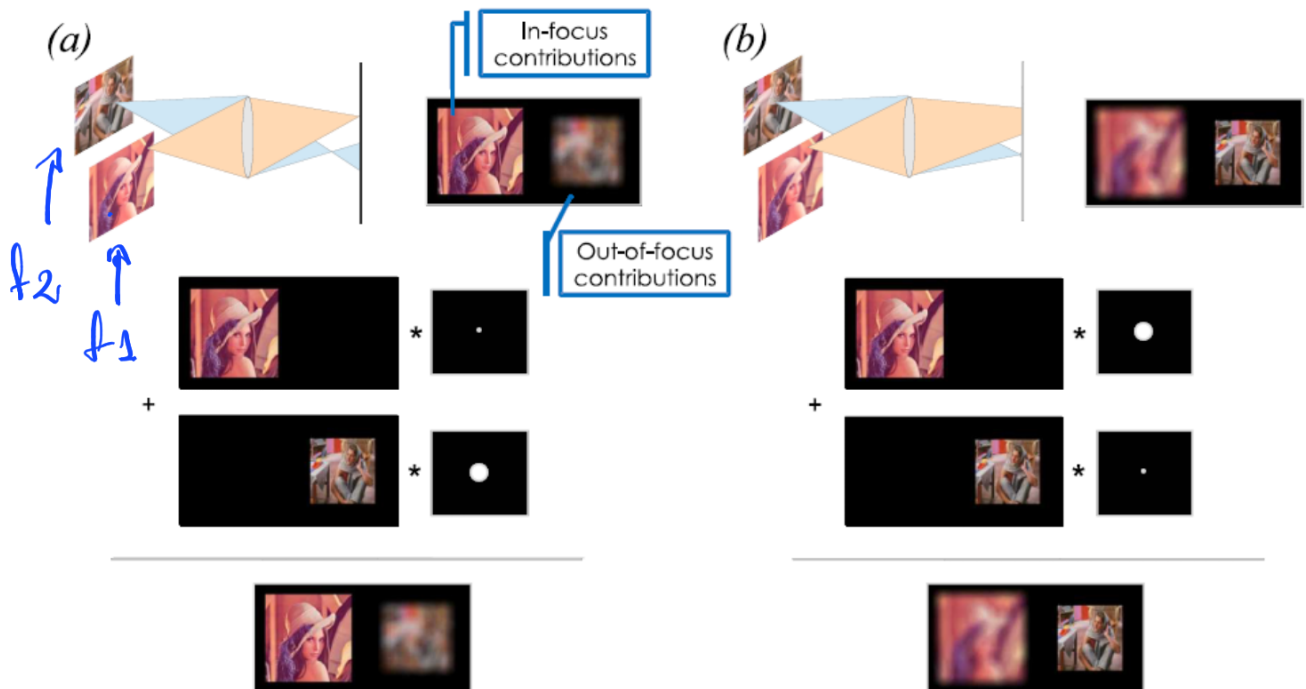 (a)
In-focus
contributions
(b)
Out-of-focus
contributions
f2
f1
*
*
+
+
*
*